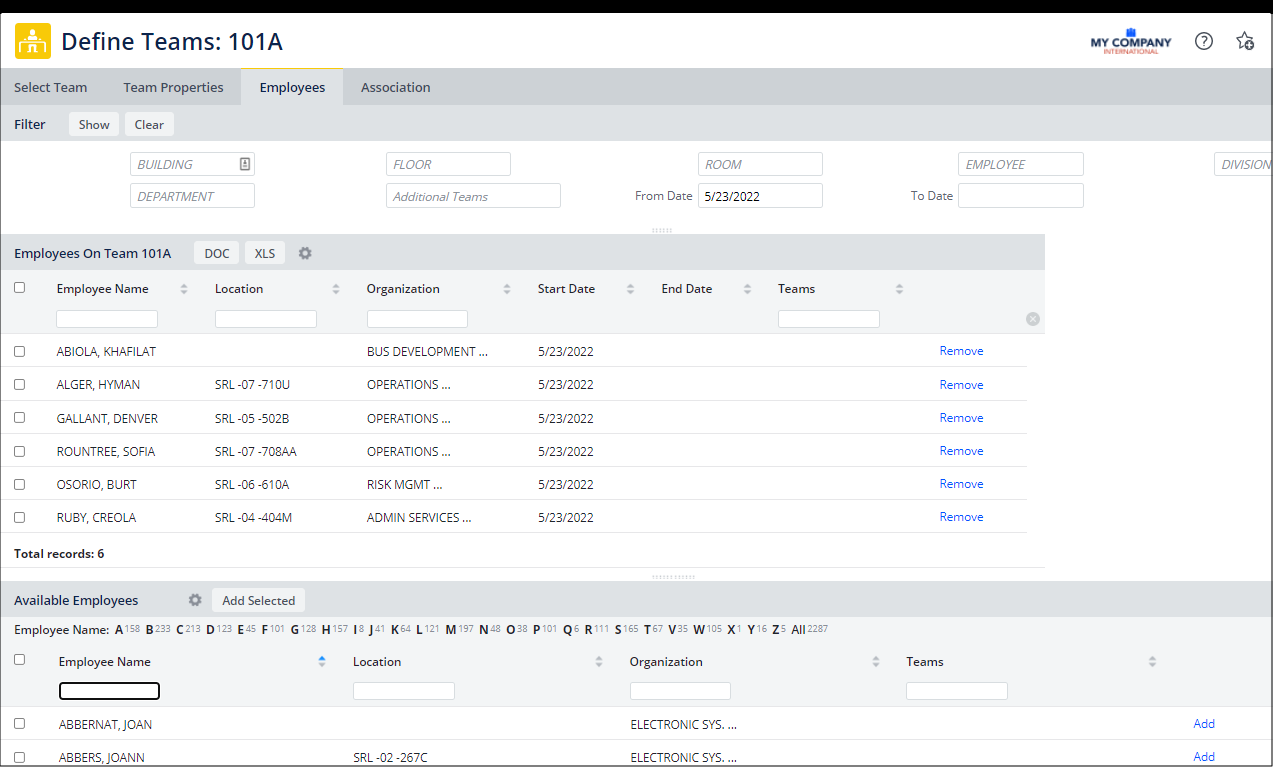 Define Teams: 101A
MY COMPANY
INTERNATIONAL
?
Select Team Team Properties Employees Association
Filter Show Clear
BUILDING FLOOR ROOM EMPLOYEE DIVISION
DEPARTMENT Additional Teams From Date 5/23/2022 To Date
Employees On Team 101A DOC XLS
Employee Name Location Organization Start Date End Date Teams
ABIOLA, KHAFILAT BUS DEVELOPMENT ... 5/23/2022 Remove
ALGER, HYMAN SRL -07 -710U OPERATIONS ... 5/23/2022 Remove
GALLANT, DENVER SRL -05 -502B OPERATIONS ... 5/23/2022 Remove
ROUNTREE, SOFIA SRL -07 -708AA OPERATIONS ... 5/23/2022 Remove
OSORIO, BURT SRL -06 -610A RISK MGMT ... 5/23/2022 Remove
RUBY, CREOLA SRL -04 -404M ADMIN SERVICES ... 5/23/2022 Remove
Total records: 6
Available Employees Add Selected
Employee Name: A 158 B 233 C 213 D 123 E 45 F 101 G 128 H 157 I 8 J 41 K 64 L 121 M 197 N 48 O 38 P 101 Q 6 R 111 S 165 T 67 V 35 W 105 X 1 Y 16 Z 5 All 2287
Employee Name Location Organization Teams
ABBERNAT, JOAN ELECTRONIC SYS. ... Add
ABBERS, JOANN SRL -02 -267C ELECTRONIC SYS. ... Add